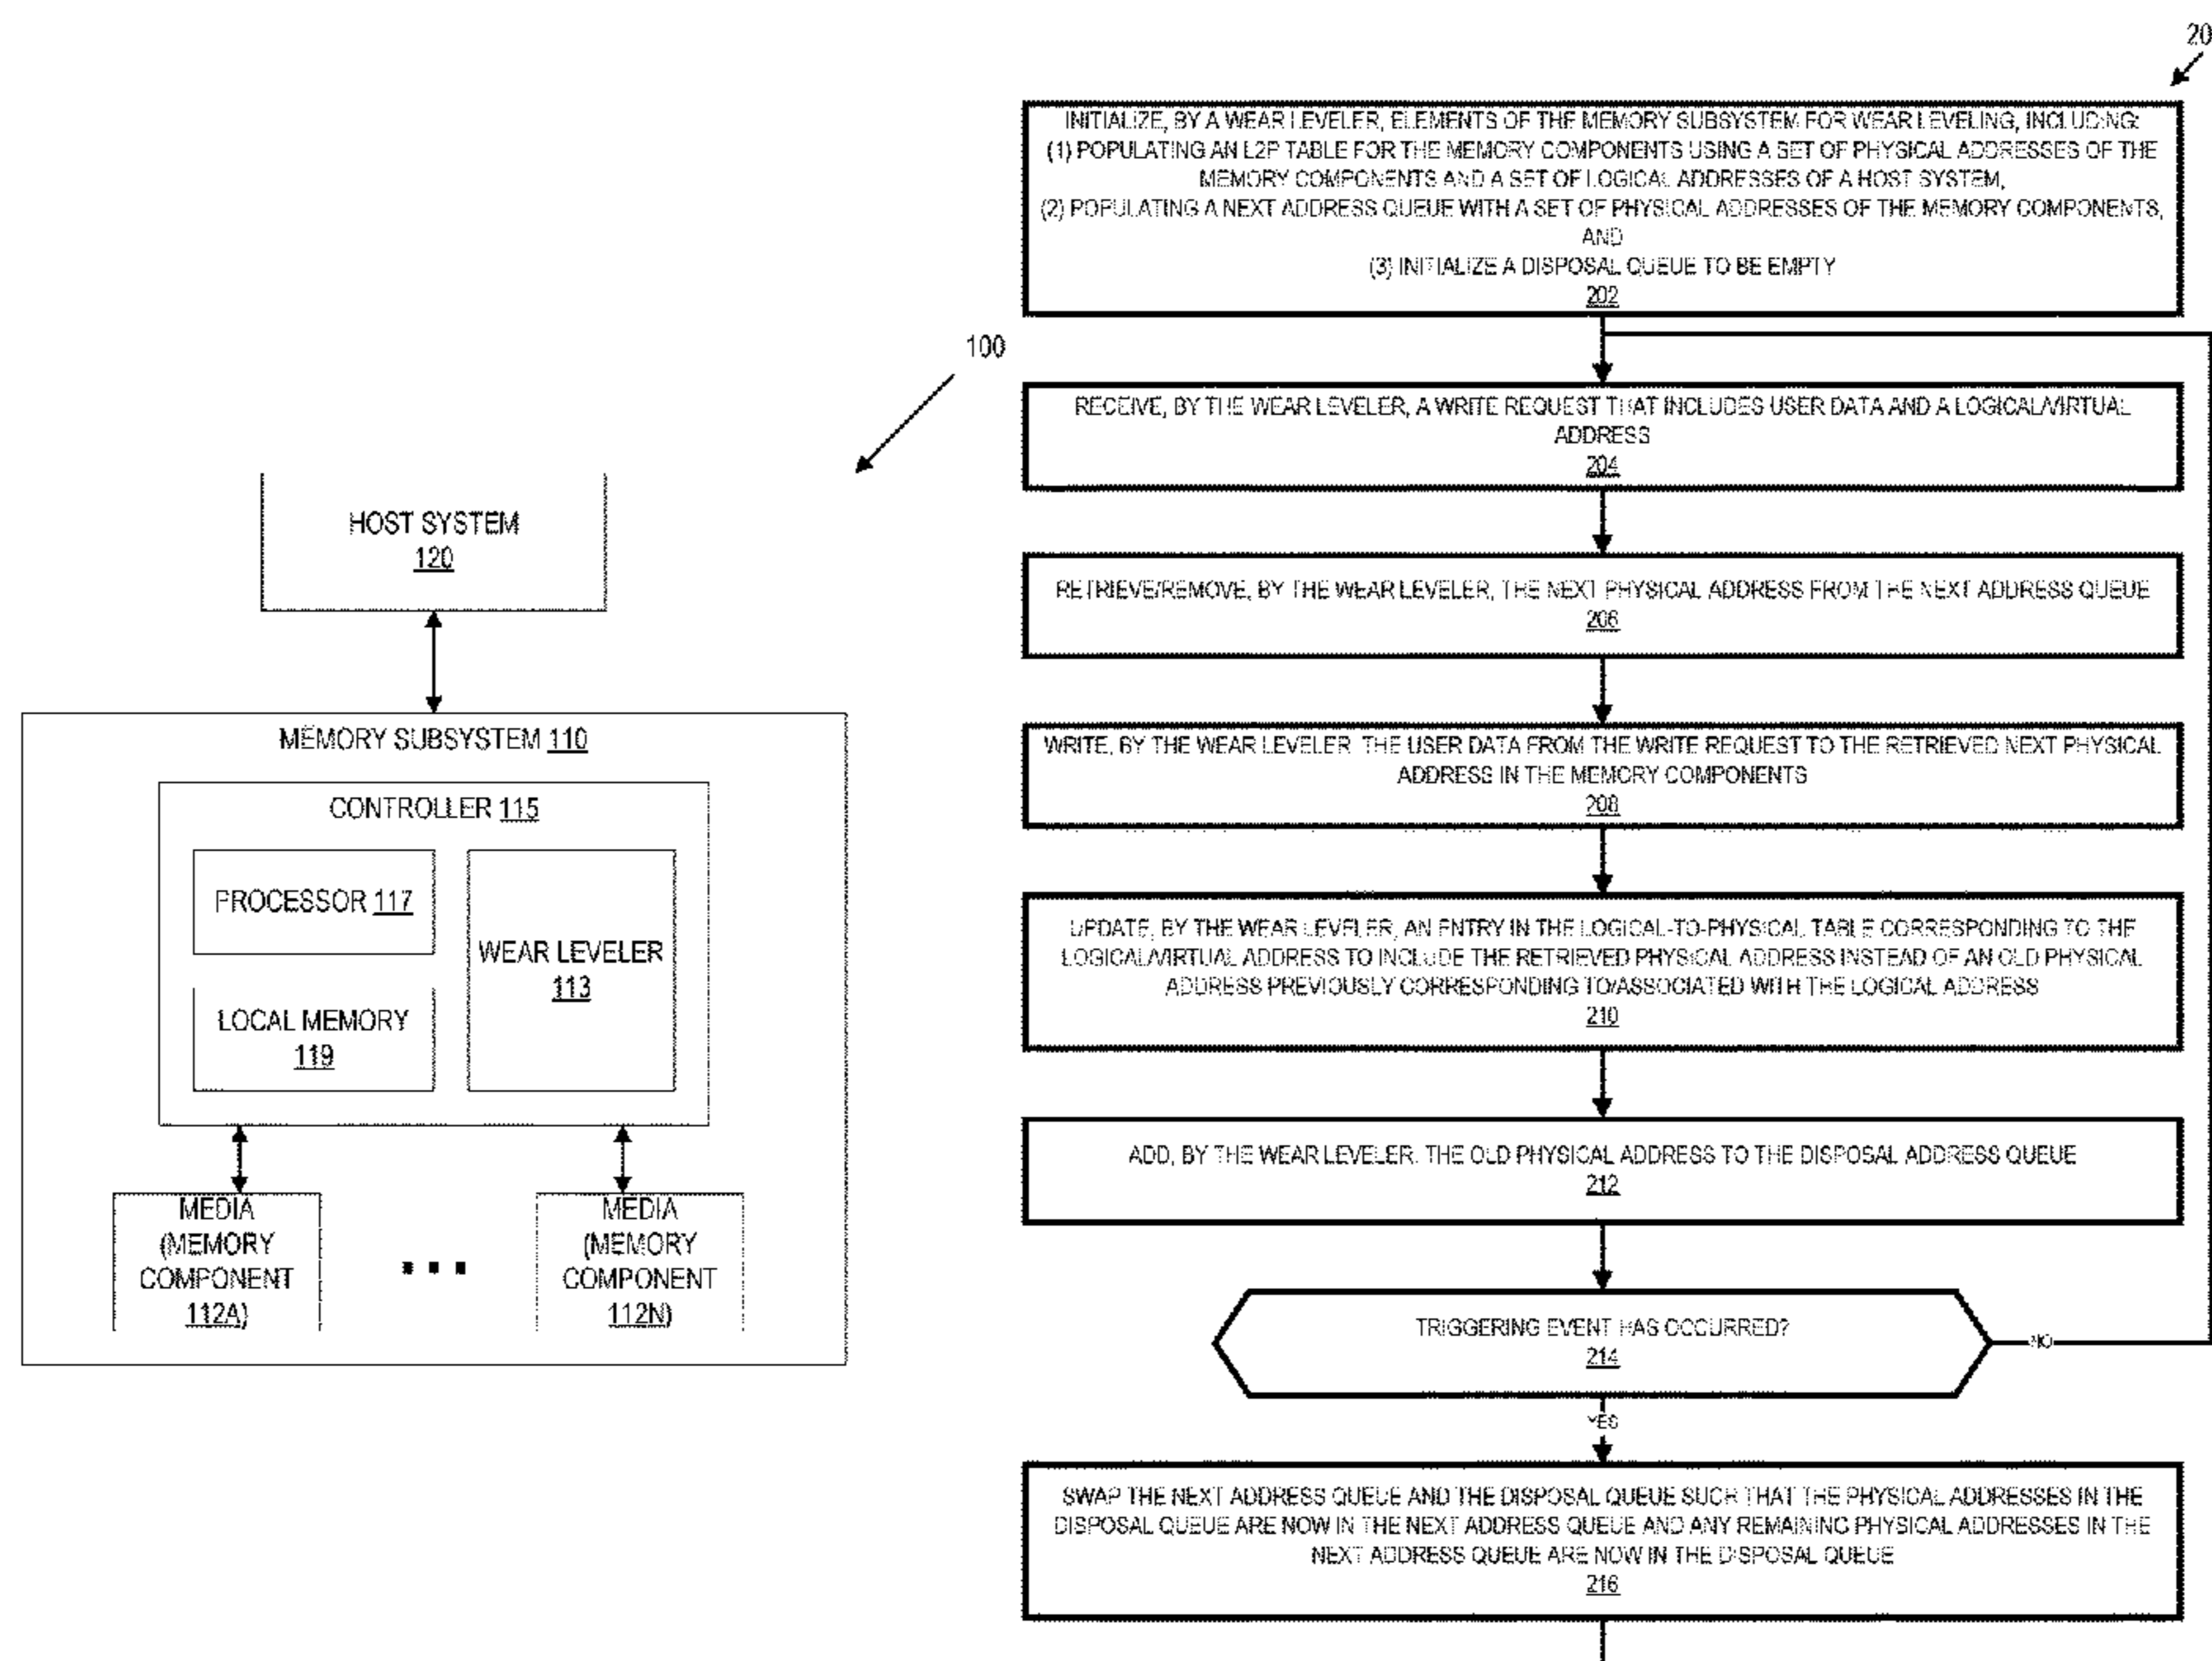 100
HOST SYSTEM
120
MEMORY SUBSYSTEM 110
CONTROLLER 115
PROCESSOR 117
LOCAL MEMORY
119
WEAR LEVELER
113
MEDIA
(MEMORY
COMPONENT
112A)
MEDIA
(MEMORY
COMPONENT
112N)
20
INITIALIZE, BY A WEAR LEVELER, ELEMENTS OF THE MEMORY SUBSYSTEM FOR WEAR LEVELING, INCLUDING:
(1) POPULATING AN L2P TABLE FOR THE MEMORY COMPONENTS USING A SET OF PHYSICAL ADDRESSES OF THE
MEMORY COMPONENTS AND A SET OF LOGICAL ADDRESSES OF A HOST SYSTEM,
(2) POPULATING A NEXT ADDRESS QUEUE WITH A SET OF PHYSICAL ADDRESSES OF THE MEMORY COMPONENTS,
AND
(3) INITIALIZE A DISPOSAL QUEUE TO BE EMPTY
202
RECEIVE, BY THE WEAR LEVELER, A WRITE REQUEST THAT INCLUDES USER DATA AND A LOGICAL/VIRTUAL
ADDRESS
204
RETRIEVE/REMOVE, BY THE WEAR LEVELER, THE NEXT PHYSICAL ADDRESS FROM THE NEXT ADDRESS QUEUE
206
WRITE, BY THE WEAR LEVELER, THE USER DATA FROM THE WRITE REQUEST TO THE RETRIEVED NEXT PHYSICAL
ADDRESS IN THE MEMORY COMPONENTS
208
UPDATE, BY THE WEAR LEVELER, AN ENTRY IN THE LOGICAL-TO-PHYSICAL TABLE CORRESPONDING TO THE
LOGICAL/VIRTUAL ADDRESS TO INCLUDE THE RETRIEVED PHYSICAL ADDRESS INSTEAD OF AN OLD PHYSICAL
ADDRESS PREVIOUSLY CORRESPONDING TO/ASSOCIATED WITH THE LOGICAL ADDRESS
210
ADD, BY THE WEAR LEVELER, THE OLD PHYSICAL ADDRESS TO THE DISPOSAL ADDRESS QUEUE
212
TRIGGERING EVENT HAS OCCURRED?
214
NO
YES
SWAP THE NEXT ADDRESS QUEUE AND THE DISPOSAL QUEUE SUCH THAT THE PHYSICAL ADDRESSES IN THE
DISPOSAL QUEUE ARE NOW IN THE NEXT ADDRESS QUEUE AND ANY REMAINING PHYSICAL ADDRESSES IN THE
NEXT ADDRESS QUEUE ARE NOW IN THE DISPOSAL QUEUE
216